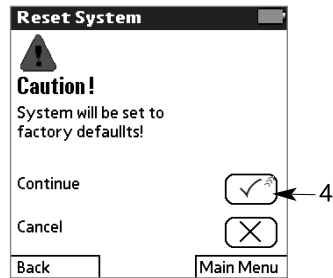 Reset System
Caution!
System will be set to
factory defaullts!
Continue
4
Cancel
Back
Main Menu